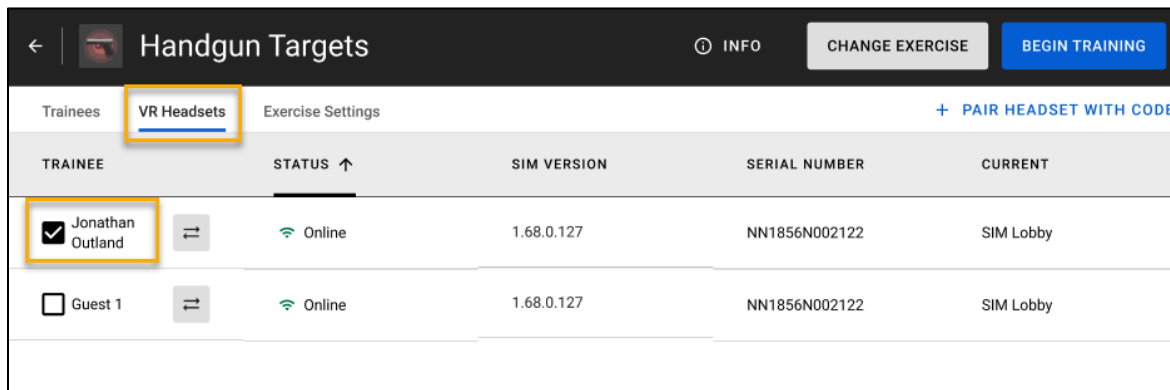 Handgun Targets
INFO
CHANGE EXERCISE
BEGIN TRAINING
Trainees
VR Headsets
Exercise Settings
+ PAIR HEADSET WITH CODE
TRAINEE
STATUS
SIM VERSION
SERIAL NUMBER
CURRENT
Jonathan
Outland
Online
1.68.0.127
NN1856N002122
SIM Lobby
Guest 1
Online
1.68.0.127
NN1856N002122
SIM Lobby